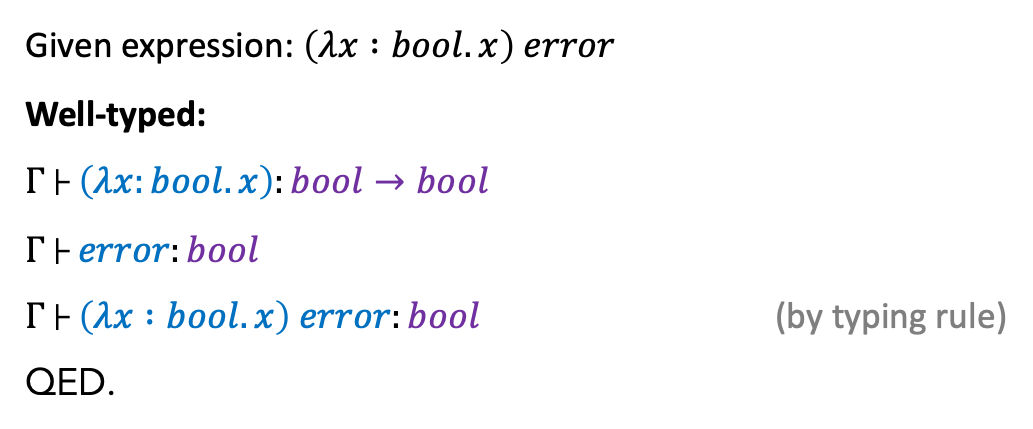 Given expression: (λx : bool. x) error
Well-typed:
Γ ⊢ (λx: bool. x): bool → bool
Γ ⊢ error: bool
Γ ⊢ (λx : bool. x) error: bool (by typing rule)
QED.